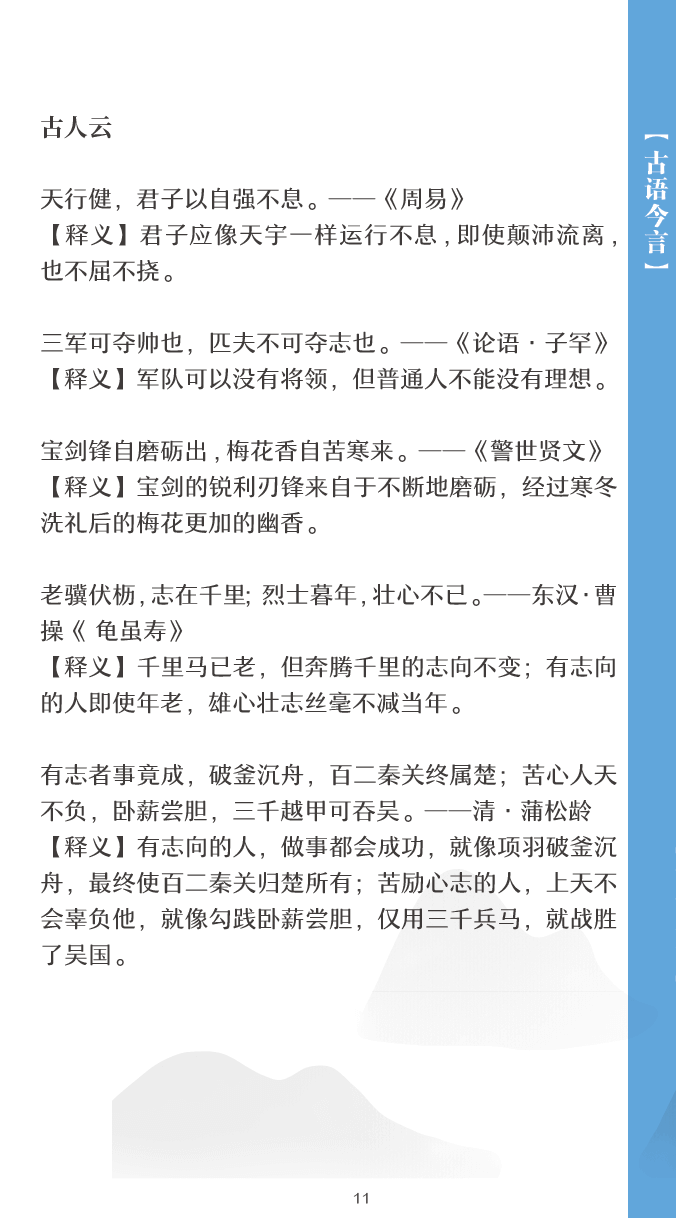 古人云
【古语今言】
天行健，君子以自强不息。——《周易》
【释义】君子应像天宇一样运行不息，即使颠沛流离，
也不屈不挠。
三军可夺帅也，匹夫不可夺志也。——《论语·子罕》
【释义】军队可以没有将领，但普通人不能没有理想。
宝剑锋自磨砺出，梅花香自苦寒来。——《警世贤文》
【释义】宝剑的锐利刃锋来自于不断地磨砺，经过寒冬
洗礼后的梅花更加的幽香。
老骥伏枥，志在千里；烈士暮年，壮心不已。——东汉·曹
操《 龟虽寿》
【释义】千里马已老，但奔腾千里的志向不变；有志向
的人即使年老，雄心壮志丝毫不减当年。
有志者事竟成，破釜沉舟，百二秦关终属楚；苦心人天
不负，卧薪尝胆，三千越甲可吞吴。——清·蒲松龄
【释义】有志向的人，做事都会成功，就像项羽破釜沉
舟，最终使百二秦关归楚所有；苦励心志的人，上天不
会辜负他，就像勾践卧薪尝胆，仅用三千兵马，就战胜
了吴国。
11